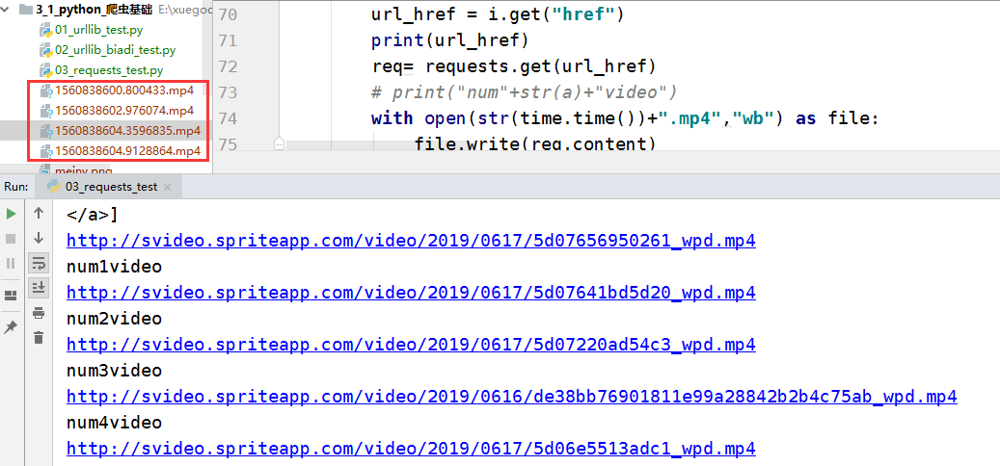 3_1_python_爬虫基础 E:\xuegoc
01_urllib_test.py
02_urllib_biadi_test.py
03_requests_test.py
1560838600.800433.mp4
1560838602.976074.mp4
1560838604.3596835.mp4
1560838604.9128864.mp4
meinv.png
70 url_href = i.get("href")
71 print(url_href)
72 req= requests.get(url_href)
73 # print("num"+str(a)+"video")
74 with open(str(time.time())+".mp4","wb") as file:
75 file.write(req.content)
Run: 03_requests_test ×
</a>]
http://svideo.spriteapp.com/video/2019/0617/5d07656950261_wpd.mp4
num1video
http://svideo.spriteapp.com/video/2019/0617/5d07641bd5d20_wpd.mp4
num2video
http://svideo.spriteapp.com/video/2019/0617/5d07220ad54c3_wpd.mp4
num3video
http://svideo.spriteapp.com/video/2019/0616/de38bb76901811e99a28842b2b4c75ab_wpd.mp4
num4video
http://svideo.spriteapp.com/video/2019/0617/5d06e5513adc1_wpd.mp4